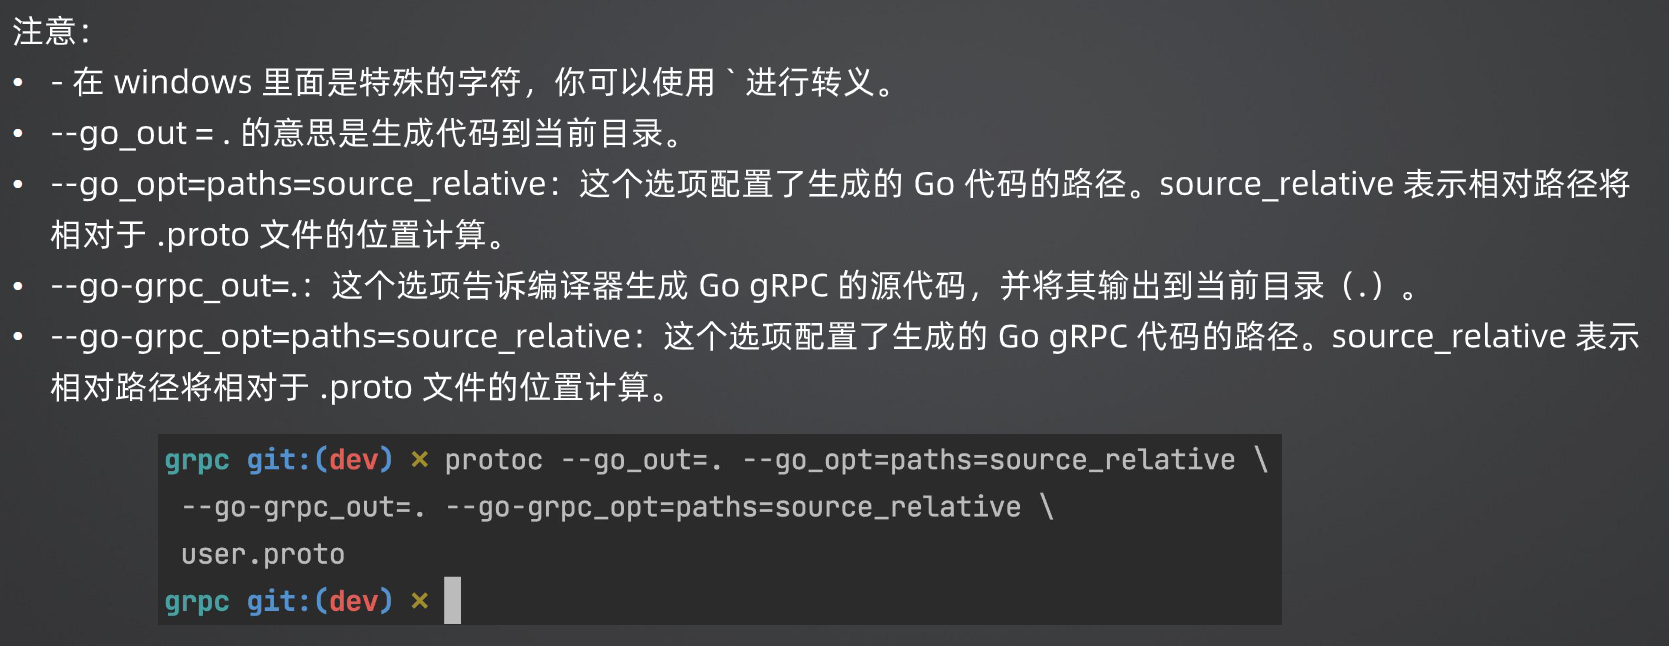 注意：
• - 在 windows 里面是特殊的字符，你可以使用 ` 进行转义。
• --go_out = . 的意思是生成代码到当前目录。
• --go_opt=paths=source_relative：这个选项配置了生成的 Go 代码的路径。source_relative 表示相对路径将
相对于 .proto 文件的位置计算。
• --go-grpc_out=.：这个选项告诉编译器生成 Go gRPC 的源代码，并将其输出到当前目录（.）。
• --go-grpc_opt=paths=source_relative：这个选项配置了生成的 Go gRPC 代码的路径。source_relative 表示
相对路径将相对于 .proto 文件的位置计算。
grpc git:(dev) × protoc --go_out=. --go_opt=paths=source_relative \
--go-grpc_out=. --go-grpc_opt=paths=source_relative \
user.proto
grpc git:(dev) ×